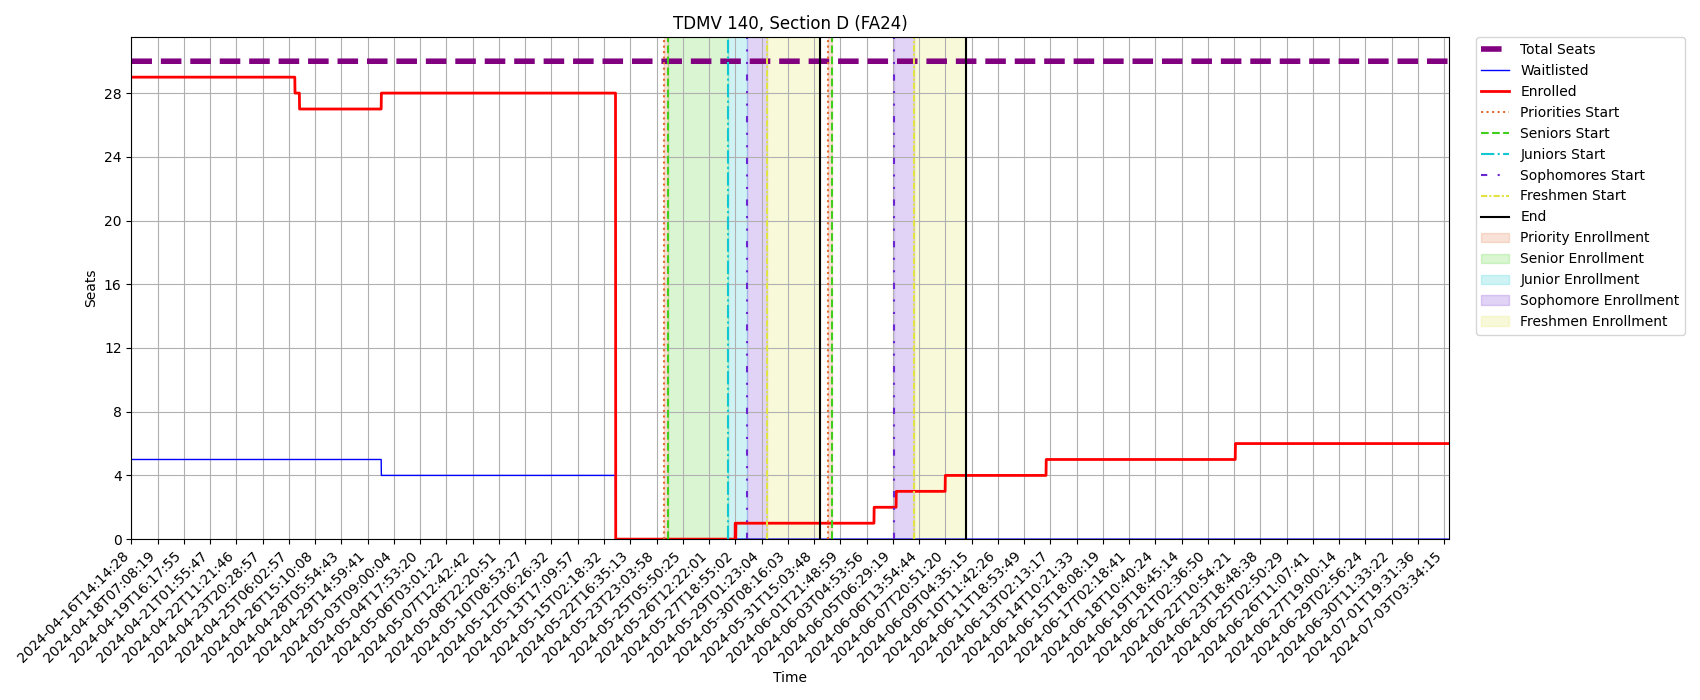 TDMV 140, Section D (FA24)
Seats
28
24
20
16
12
8
4
0
2024-04-16T14:14:28
2024-04-18T07:08:19
2024-04-19T16:17:55
2024-04-21T01:55:47
2024-04-22T11:21:46
2024-04-23T20:28:57
2024-04-25T06:02:57
2024-04-26T15:10:08
2024-04-28T05:54:43
2024-04-29T14:59:41
2024-05-03T09:00:04
2024-05-04T17:53:20
2024-05-06T03:01:22
2024-05-07T12:42:42
2024-05-08T22:20:51
2024-05-10T08:53:27
2024-05-12T06:26:32
2024-05-13T17:09:57
2024-05-15T02:18:32
2024-05-22T16:35:13
2024-05-23T23:03:58
2024-05-25T05:50:25
2024-05-26T12:22:01
2024-05-27T18:55:02
2024-05-29T01:23:04
2024-05-30T08:16:03
2024-05-31T15:03:48
2024-06-01T21:48:59
2024-06-03T04:53:56
2024-06-05T06:29:19
2024-06-06T13:54:44
2024-06-07T20:51:20
2024-06-09T04:35:15
2024-06-10T11:42:26
2024-06-11T18:53:49
2024-06-13T02:13:17
2024-06-14T10:21:33
2024-06-15T18:08:19
2024-06-17T02:18:41
2024-06-18T10:40:24
2024-06-19T18:45:14
2024-06-21T02:36:50
2024-06-22T10:54:21
2024-06-23T18:48:38
2024-06-25T02:50:29
2024-06-26T11:07:41
2024-06-27T19:00:14
2024-06-29T02:56:24
2024-06-30T11:33:22
2024-07-01T19:31:36
2024-07-03T03:34:15
Time
Total Seats
Waitlisted
Enrolled
Priorities Start
Seniors Start
Juniors Start
Sophomores Start
Freshmen Start
End
Priority Enrollment
Senior Enrollment
Junior Enrollment
Sophomore Enrollment
Freshmen Enrollment